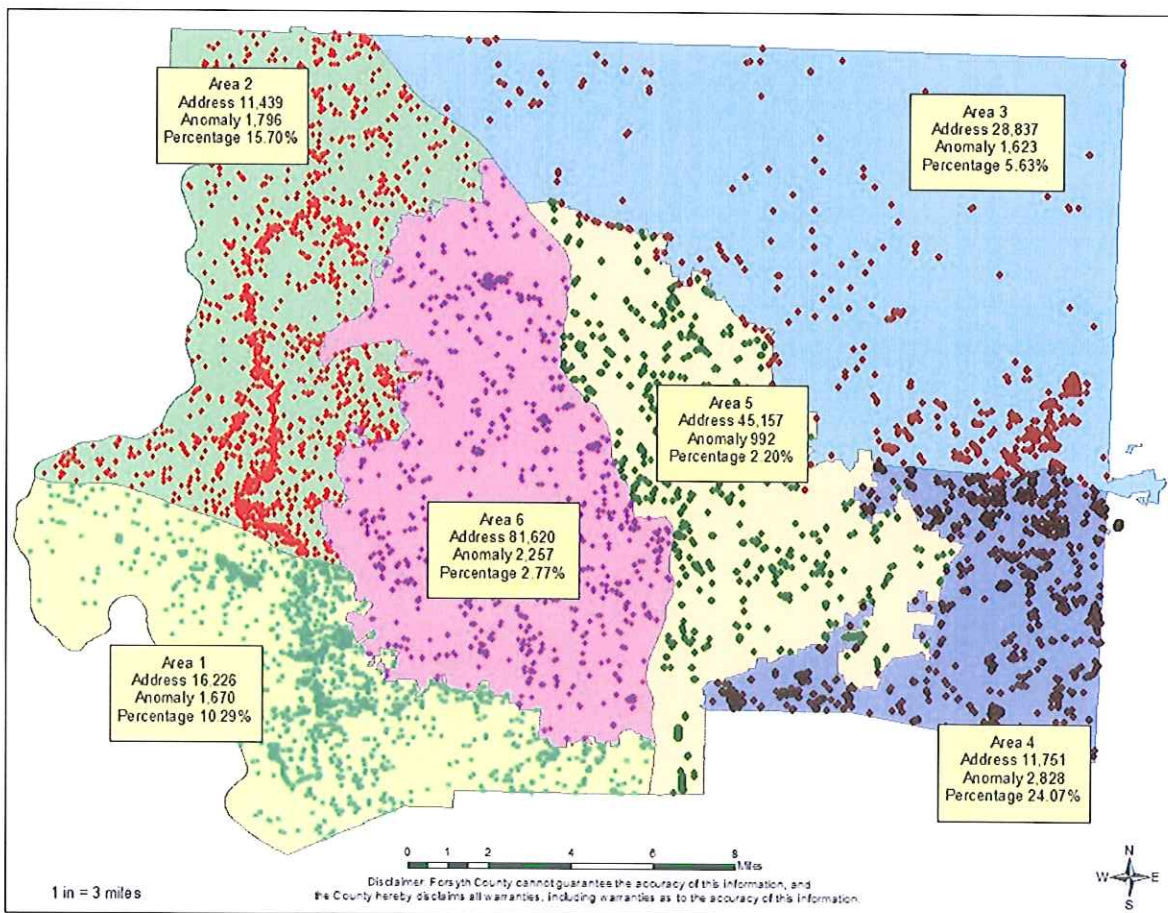 Area 2
Address 11,439
Anomaly 1,796
Percentage 15.70%
Area 3
Address 28,837
Anomaly 1,623
Percentage 5.63%
Area 5
Address 45,157
Anomaly 992
Percentage 2.20%
Area 6
Address 81,620
Anomaly 2,257
Percentage 2.77%
Area 1
Address 16,226
Anomaly 1,670
Percentage 10.29%
Area 4
Address 11,751
Anomaly 2,828
Percentage 24.07%
0 1 2 4 6 8
Miles
1 in = 3 miles
Disclaimer: Forsyth County cannot guarantee the accuracy of this information, and
the County hereby disclaims all warranties, including warranties as to the accuracy of this information.
N
W E
S